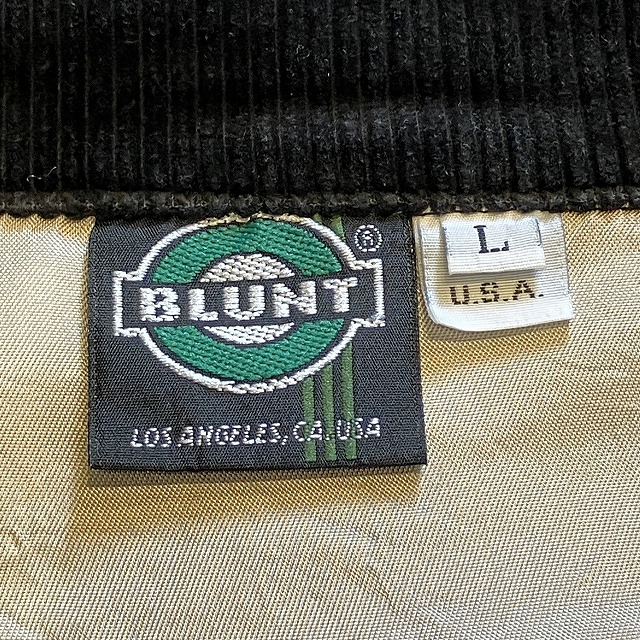 ®
BLUNT
LOS ANGELES, CA. USA
L
U.S.A.